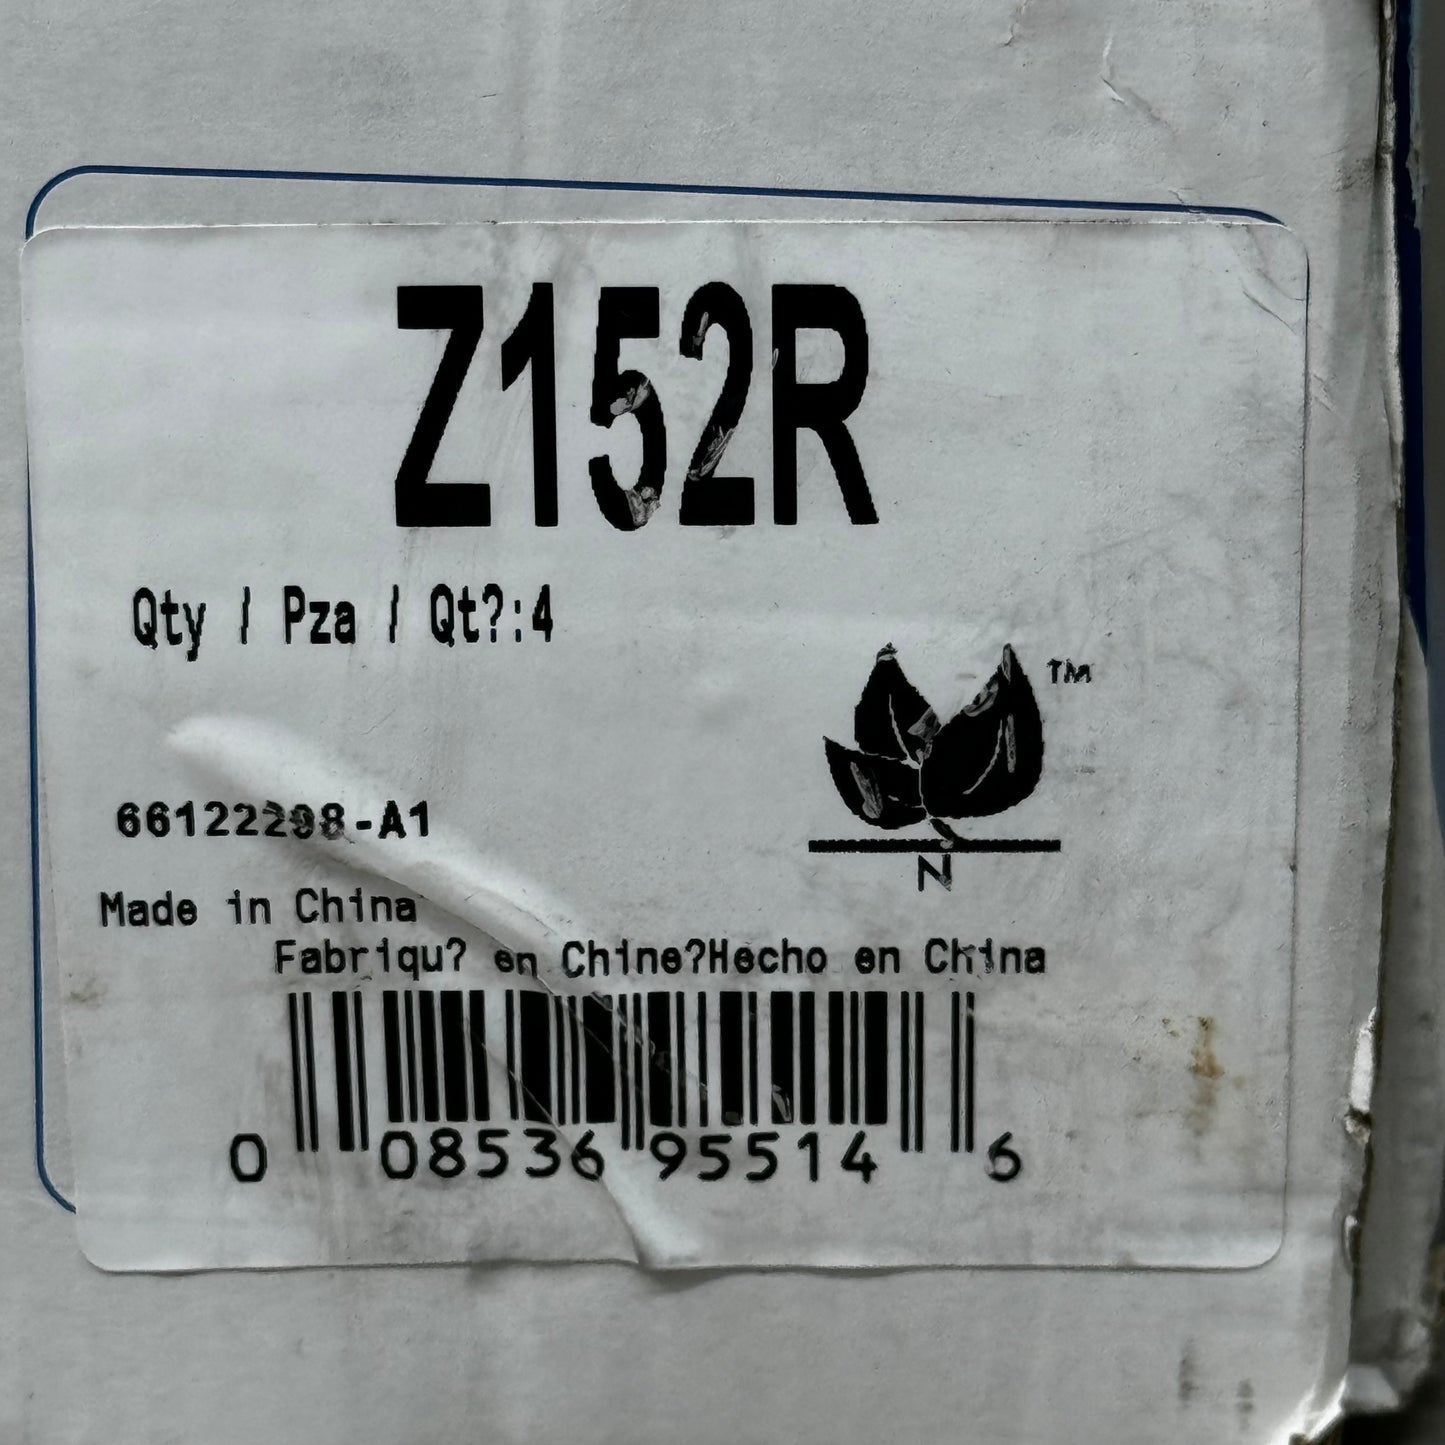 Z152R
Qty / Pza / Qt?:4
TM
66122298-A1
N
Made in China
Fabriqu? en Chine?Hecho en China
0 08536 95514 6